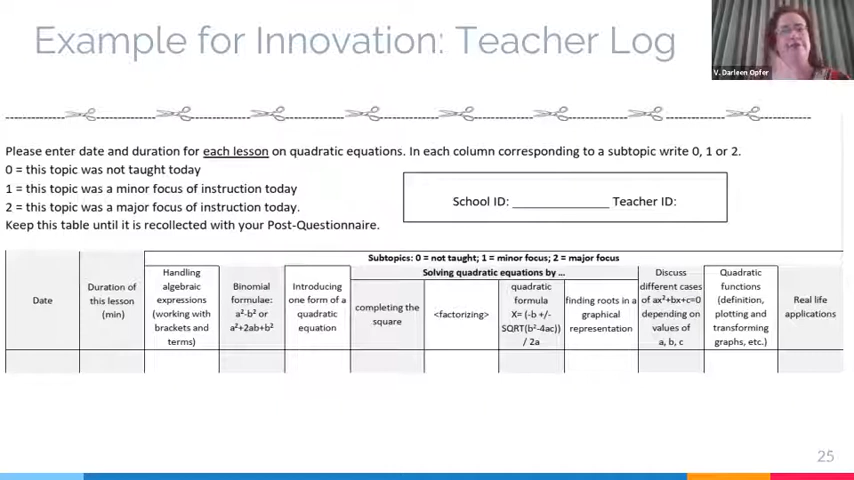 Example for Innovation: Teacher Log
V. Darleen Opfer
Please enter date and duration for each lesson on quadratic equations. In each column corresponding to a subtopic write 0, 1 or 2.
0 = this topic was not taught today
1 = this topic was a minor focus of instruction today
2 = this topic was a major focus of instruction today.
Keep this table until it is recollected with your Post-Questionnaire.
School ID: _______________ Teacher ID:
Subtopics: 0 = not taught; 1 = minor focus; 2 = major focus
Solving quadratic equations by ...
Date
Duration of
this lesson
(min)
Handling
algebraic
expressions
(working with
brackets and
terms)
Binomial
formulae:
a²-b² or
a²+2ab+b²
Introducing
one form of a
quadratic
equation
completing the
square
<factorizing>
quadratic
formula
X= (-b +/-
SQRT(b²-4ac))
/ 2a
finding roots in a
graphical
representation
Discuss
different cases
of ax²+bx+c=0
depending on
values of
a, b, c
Quadratic
functions
(definition,
plotting and
transforming
graphs, etc.)
Real life
applications
25